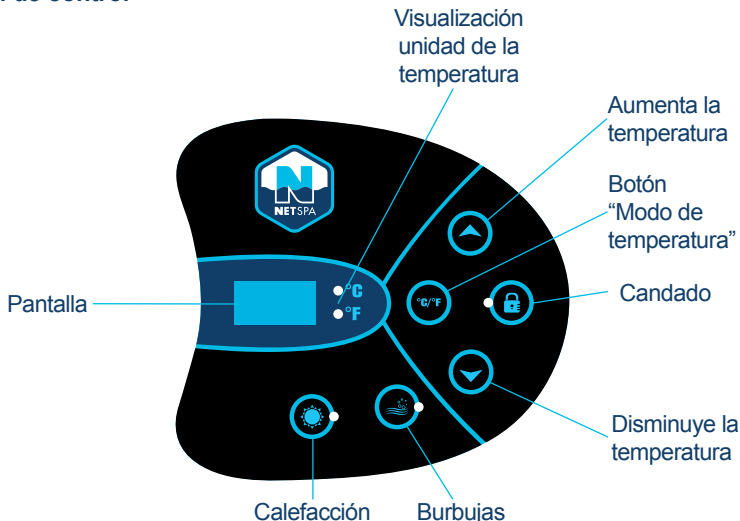 Visualización
unidad de la
temperatura
Aumenta la
temperatura
Botón
“Modo de
temperatura”
Candado
Disminuye la
temperatura
Burbujas
Calefacción
Pantalla
NETSPA
°C
°F
°C/°F